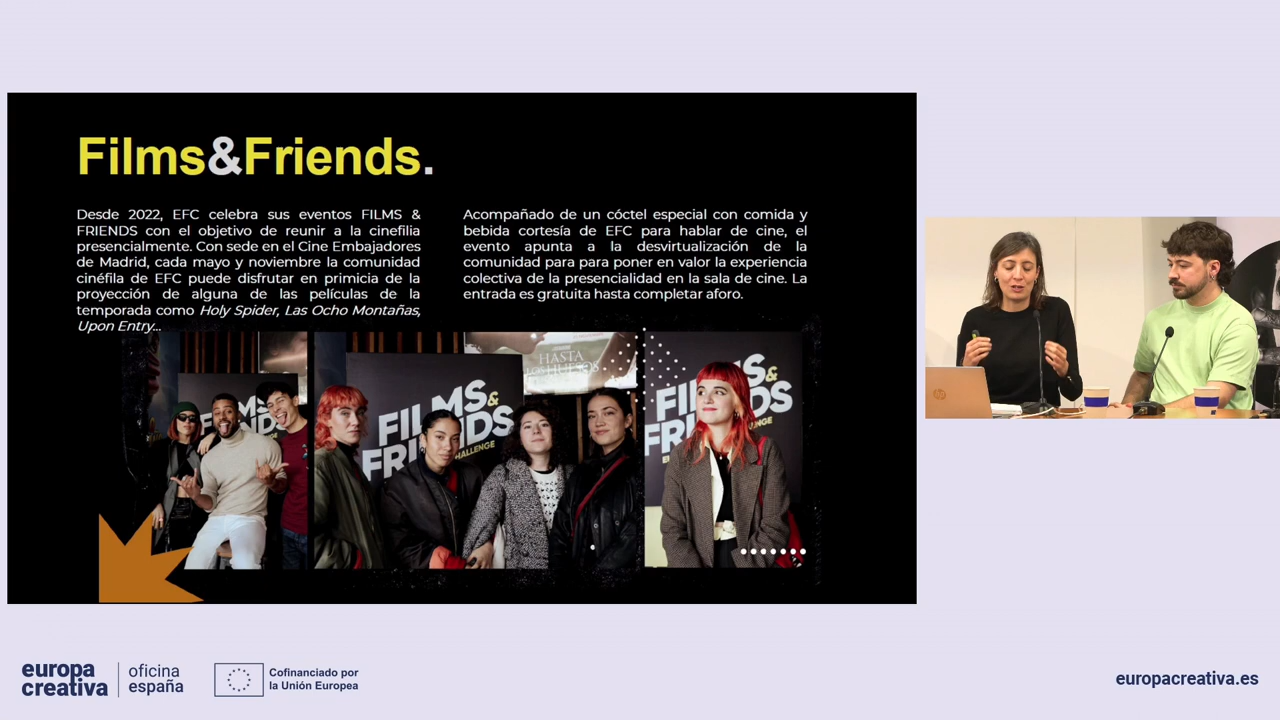 Films&Friends.
Desde 2022, EFC celebra sus eventos FILMS &
FRIENDS con el objetivo de reunir a la cinefilia
presencialmente. Con sede en el Cine Embajadores
de Madrid, cada mayo y noviembre la comunidad
cinéfila de EFC puede disfrutar en primicia de la
proyección de alguna de las películas de la
temporada como Holy Spider, Las Ocho Montañas,
Upon Entry...
Acompañado de un cóctel especial con comida y
bebida cortesía de EFC para hablar de cine, el
evento apunta a la desvirtualización de la
comunidad para para poner en valor la experiencia
colectiva de la presencialidad en la sala de cine. La
entrada es gratuita hasta completar aforo.
HASTA
LOS HUESOS
FILMS&
FRIENDS
europa
creativa
oficina
españa
Cofinanciado por
la Unión Europea
europacreativa.es